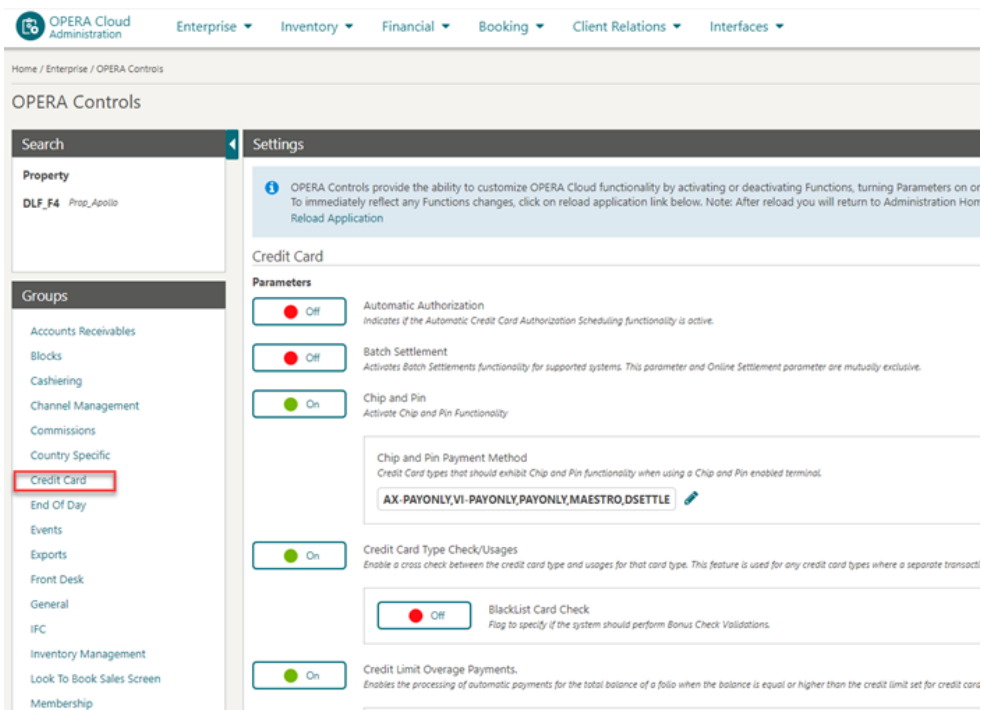 OPERA Cloud
Administration
Enterprise
Inventory
Financial
Booking
Client Relations
Interfaces
Home / Enterprise / OPERA Controls
OPERA Controls
Search
Property
DLF_F4 Prop_Apollo
Groups
Accounts Receivables
Blocks
Cashiering
Channel Management
Commissions
Country Specific
Credit Card
End Of Day
Events
Exports
Front Desk
General
IFC
Inventory Management
Look To Book Sales Screen
Membership
Settings
OPERA Controls provide the ability to customize OPERA Cloud functionality by activating or deactivating Functions, turning Parameters on or
To immediately reflect any Functions changes, click on reload application link below. Note: After reload you will return to Administration Hom
Reload Application
Credit Card
Parameters
Off
Automatic Authorization
Indicates if the Automatic Credit Card Authorization Scheduling functionality is active.
Off
Batch Settlement
Activates Batch Settlements functionality for supported systems. This parameter and Online Settlement parameter are mutually exclusive.
On
Chip and Pin
Activate Chip and Pin Functionality
Chip and Pin Payment Method
Credit Card types that should exhibit Chip and Pin functionality when using a Chip and Pin enabled terminal.
AX-PAYONLY,VI-PAYONLY,PAYONLY,MAESTRO,DSETTLE
On
Credit Card Type Check/Usages
Enable a cross check between the credit card type and usages for that card type. This feature is used for any credit card types where a separate transacti
Off
BlackList Card Check
Flag to specify if the system should perform Bonus Check Validations.
On
Credit Limit Overage Payments.
Enables the processing of automatic payments for the total balance of a folio when the balance is equal or higher than the credit limit set for credit card